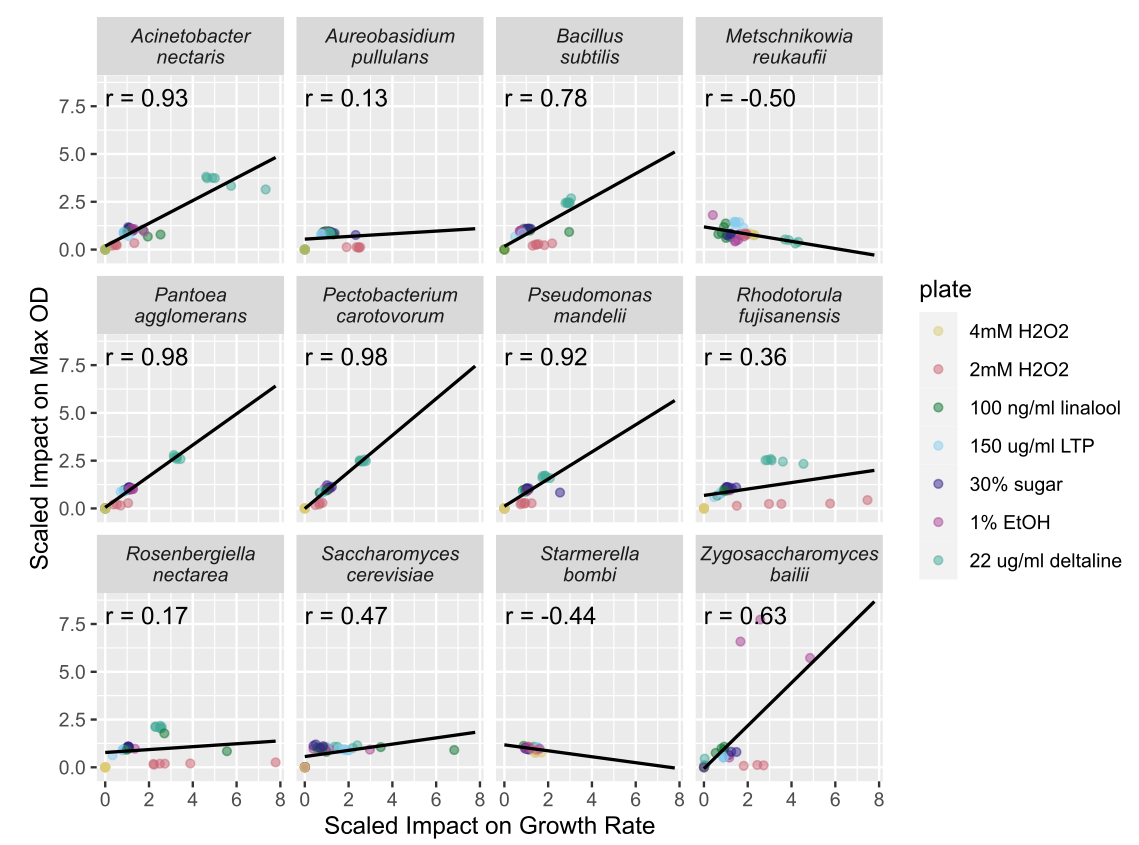 Acinetobacter
nectaris
Aureobasidium
pullulans
Bacillus
subtilis
Metschnikowia
reukaufii
r = 0.93
r = 0.13
r = 0.78
r = -0.50
7.5
5.0
2.5
0.0
Pantoea
agglomerans
Pectobacterium
carotovorum
Pseudomonas
mandelii
Rhodotorula
fujisanensis
r = 0.98
r = 0.98
r = 0.92
r = 0.36
7.5
5.0
2.5
0.0
Rosenbergiella
nectarea
Saccharomyces
cerevisiae
Starmerella
bombi
Zygosaccharomyces
bailii
r = 0.17
r = 0.47
r = -0.44
r = 0.63
7.5
5.0
2.5
0.0
0 2 4 6 8
0 2 4 6 8
0 2 4 6 8
0 2 4 6 8
Scaled Impact on Growth Rate
Scaled Impact on Max OD
plate
4mM H2O2
2mM H2O2
100 ng/ml linalool
150 ug/ml LTP
30% sugar
1% EtOH
22 ug/ml deltaline